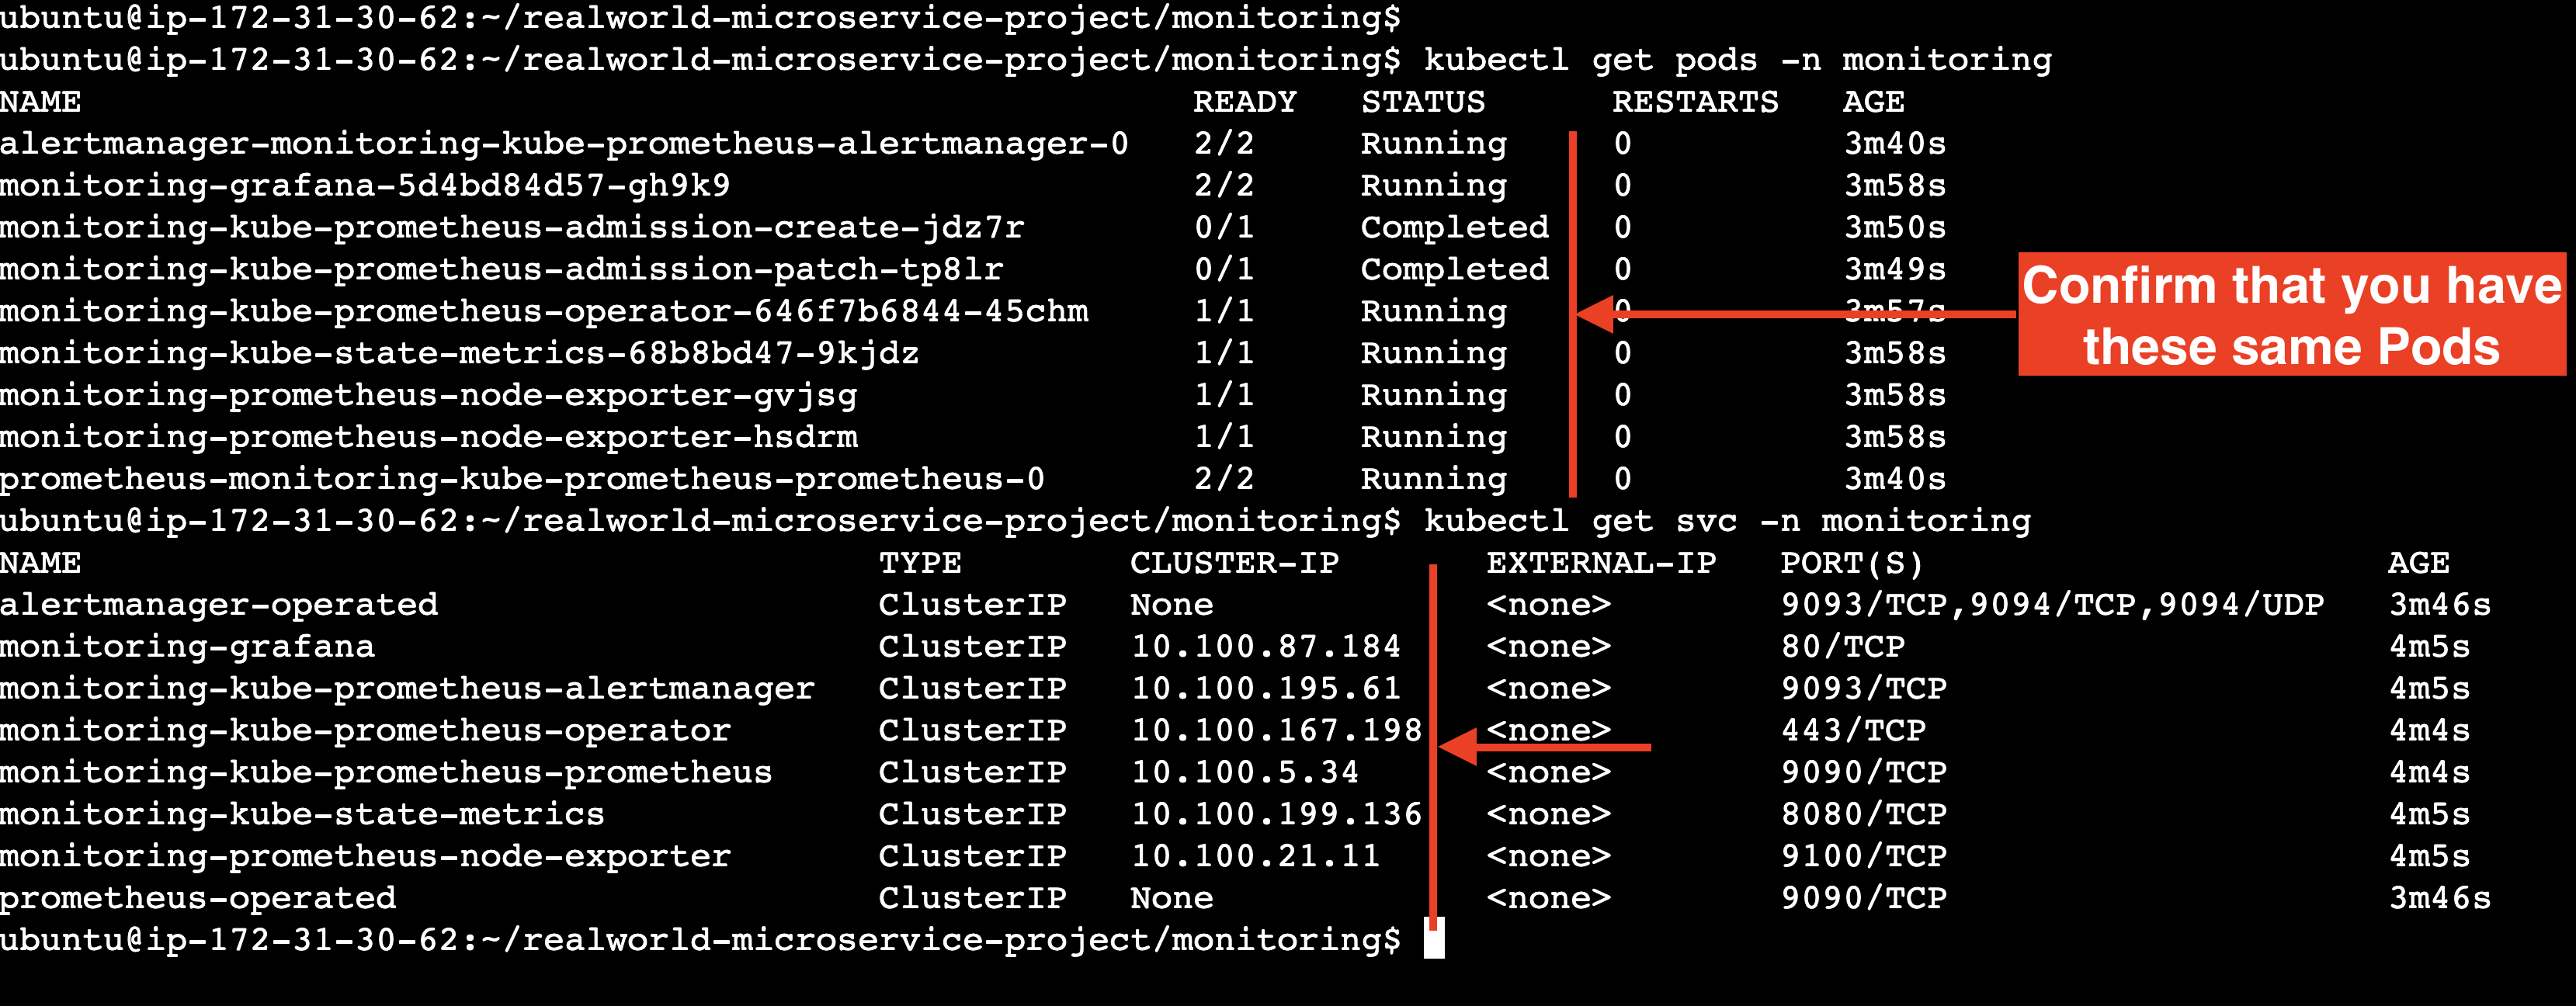 ubuntu@ip-172-31-30-62:~/realworld-microservice-project/monitoring$
ubuntu@ip-172-31-30-62:~/realworld-microservice-project/monitoring$ kubectl get pods -n monitoring
NAME READY STATUS RESTARTS AGE
alertmanager-monitoring-kube-prometheus-alertmanager-0 2/2 Running 0 3m40s
monitoring-grafana-5d4bd84d57-gh9k9 2/2 Running 0 3m58s
monitoring-kube-prometheus-admission-create-jdz7r 0/1 Completed 0 3m50s
monitoring-kube-prometheus-admission-patch-tp8lr 0/1 Completed 0 3m49s
monitoring-kube-prometheus-operator-646f7b6844-45chm 1/1 Running 0 3m57s
monitoring-kube-state-metrics-68b8bd47-9kjdz 1/1 Running 0 3m58s
monitoring-prometheus-node-exporter-gvjsg 1/1 Running 0 3m58s
monitoring-prometheus-node-exporter-hsdrm 1/1 Running 0 3m58s
prometheus-monitoring-kube-prometheus-prometheus-0 2/2 Running 0 3m40s
Confirm that you have
these same Pods
ubuntu@ip-172-31-30-62:~/realworld-microservice-project/monitoring$ kubectl get svc -n monitoring
NAME TYPE CLUSTER-IP EXTERNAL-IP PORT(S) AGE
alertmanager-operated ClusterIP None <none> 9093/TCP,9094/TCP,9094/UDP 3m46s
monitoring-grafana ClusterIP 10.100.87.184 <none> 80/TCP 4m5s
monitoring-kube-prometheus-alertmanager ClusterIP 10.100.195.61 <none> 9093/TCP 4m5s
monitoring-kube-prometheus-operator ClusterIP 10.100.167.198 <none> 443/TCP 4m4s
monitoring-kube-prometheus-prometheus ClusterIP 10.100.5.34 <none> 9090/TCP 4m4s
monitoring-kube-state-metrics ClusterIP 10.100.199.136 <none> 8080/TCP 4m5s
monitoring-prometheus-node-exporter ClusterIP 10.100.21.11 <none> 9100/TCP 4m5s
prometheus-operated ClusterIP None <none> 9090/TCP 3m46s
ubuntu@ip-172-31-30-62:~/realworld-microservice-project/monitoring$